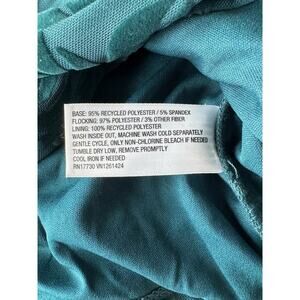 BASE: 95% RECYCLED POLYESTER / 5% SPANDEX
FLOCKING: 97% POLYESTER / 3% OTHER FIBER
LINING: 100% RECYCLED POLYESTER
WASH INSIDE OUT, MACHINE WASH COLD SEPARATELY
GENTLE CYCLE, ONLY NON-CHLORINE BLEACH IF NEEDED
TUMBLE DRY LOW, REMOVE PROMPTLY
COOL IRON IF NEEDED
RN17730 VN1261424